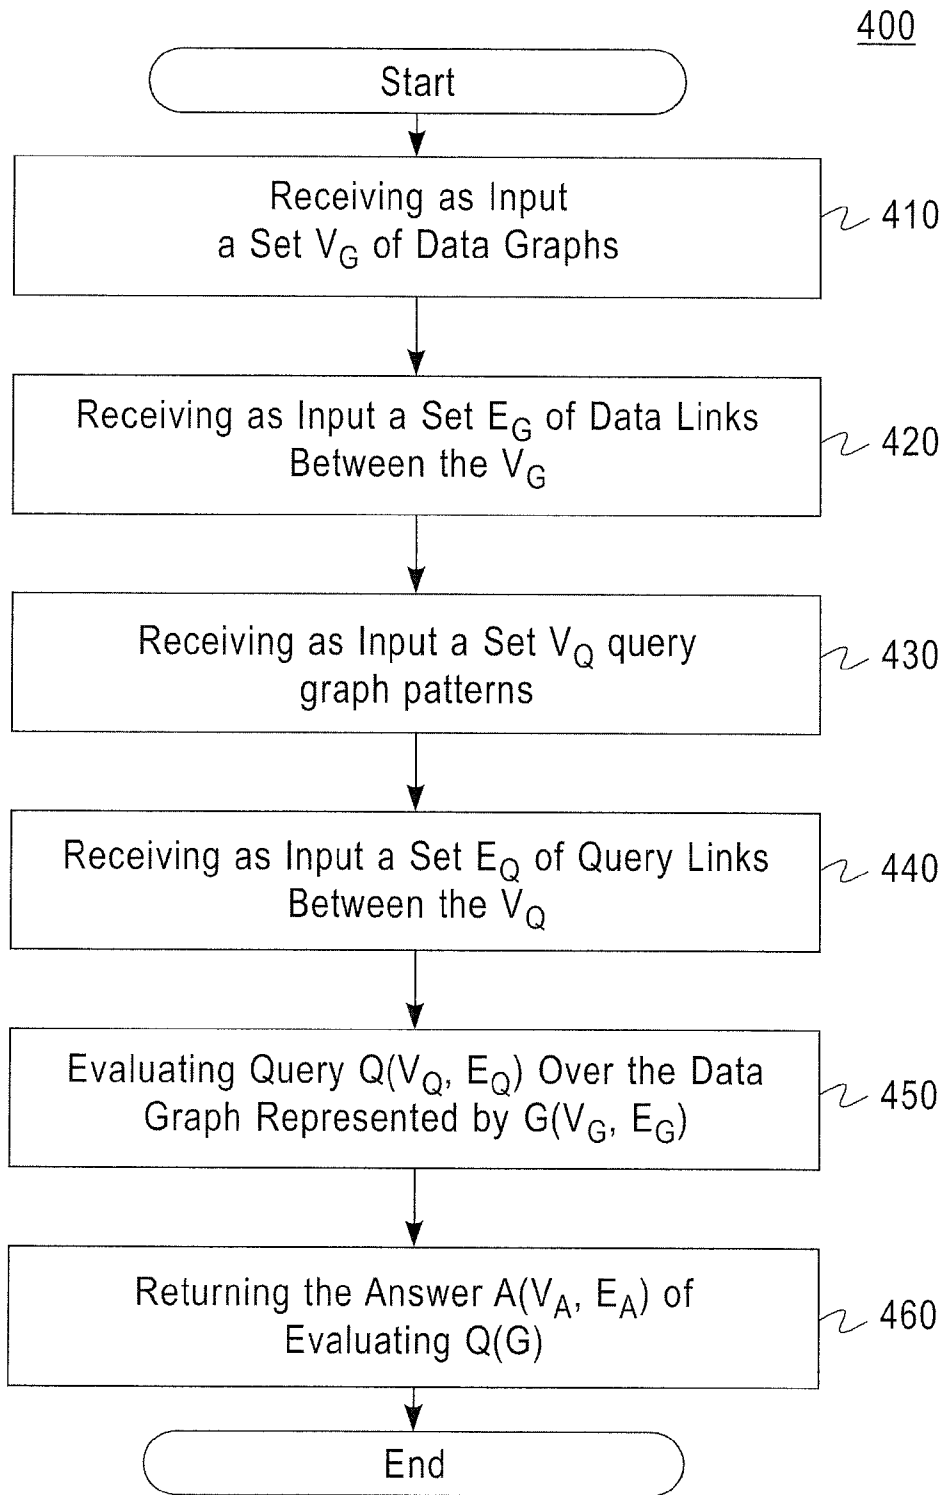 400
Start
Receiving as Input
a Set V_G of Data Graphs
410
Receiving as Input a Set E_G of Data Links
Between the V_G
420
Receiving as Input a Set V_Q query
graph patterns
430
Receiving as Input a Set E_Q of Query Links
Between the V_Q
440
Evaluating Query Q(V_Q, E_Q) Over the Data
Graph Represented by G(V_G, E_G)
450
Returning the Answer A(V_A, E_A) of
Evaluating Q(G)
460
End